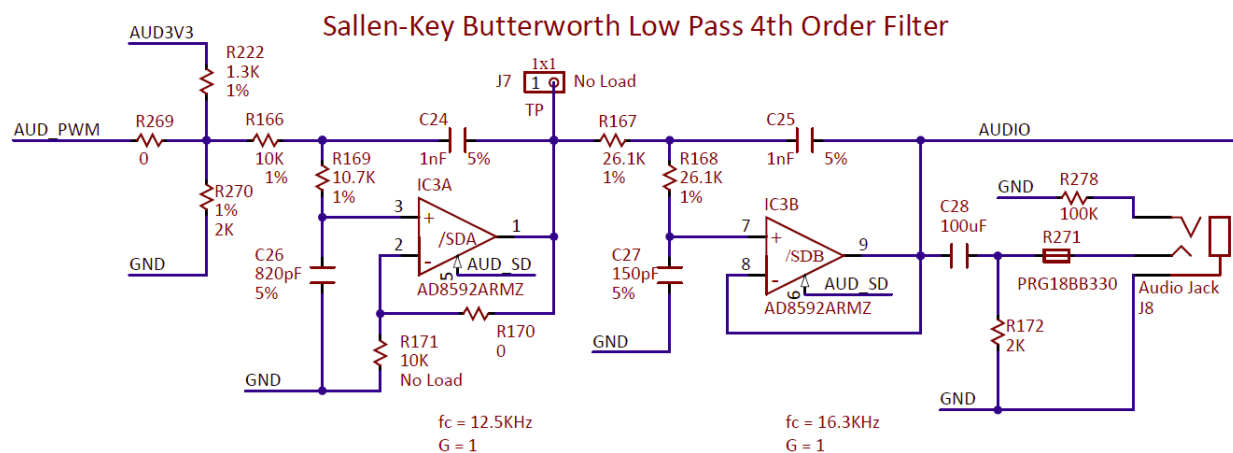 Sallen-Key Butterworth Low Pass 4th Order Filter
AUD3V3
R222
1.3K
1%
AUD_PWM
R269
0
R166
10K
1%
R270
1%
2K
GND
R169
10.7K
1%
C24
1nF
5%
1x1
J7
1
No Load
TP
IC3A
3
+
/SDA
1
2
-
5
AUD_SD
AD8592ARMZ
C26
820pF
5%
R170
0
R171
10K
No Load
GND
fc = 12.5KHz
G = 1
R167
26.1K
1%
R168
26.1K
1%
C25
1nF
5%
AUDIO
IC3B
7
+
/SDB
9
8
-
6
AUD_SD
AD8592ARMZ
C27
150pF
5%
GND
fc = 16.3KHz
G = 1
GND
R278
100K
C28
100uF
R271
PRG18BB330
Audio Jack
J8
R172
2K
GND